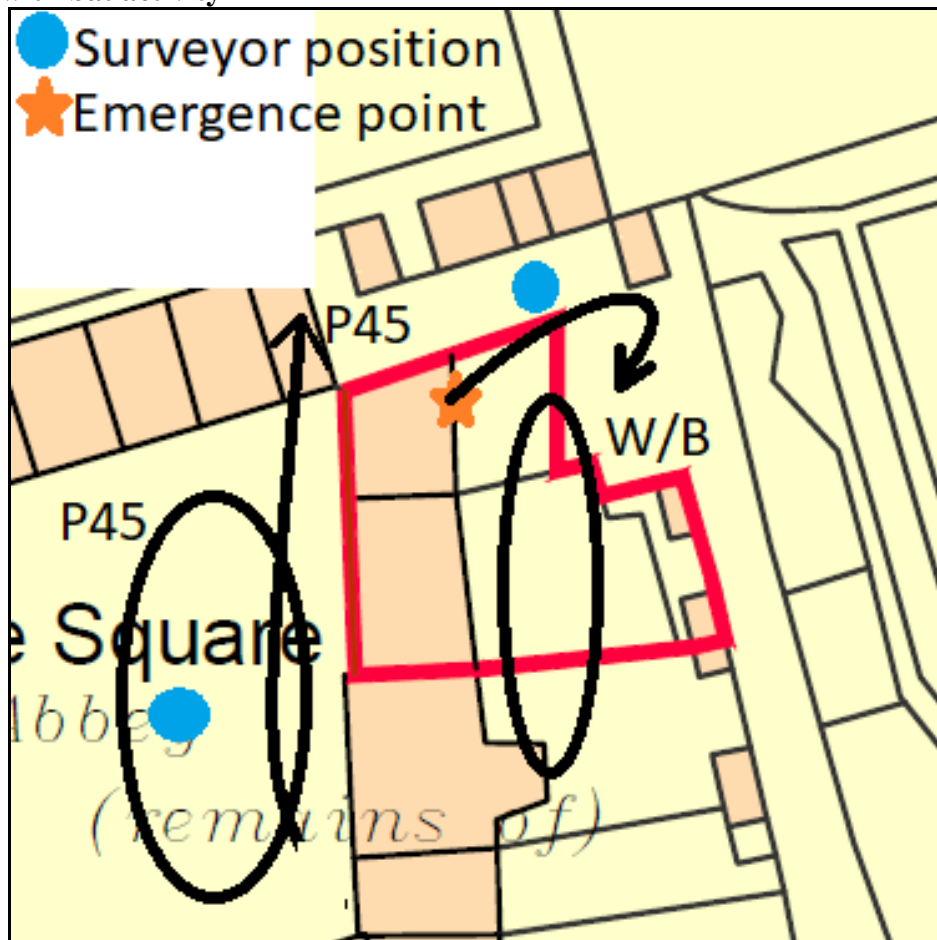 Surveyor position
Emergence point
P45
W/B
P45
e Square
Abbey
(remains of)